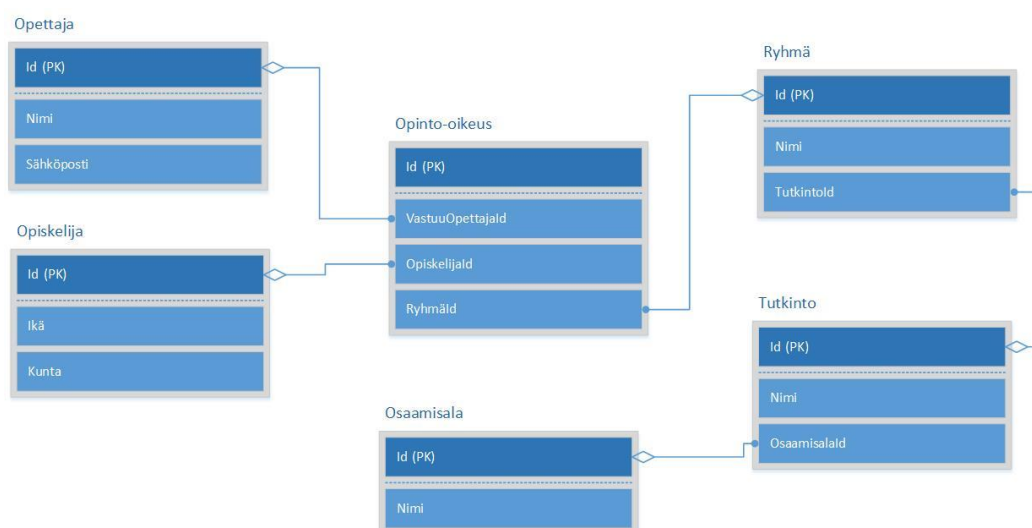 Opettaja
Id (PK)
Nimi
Sähköposti
Opiskelija
Id (PK)
Ikä
Kunta
Opinto-oikeus
Id (PK)
VastuuOpettajaId
OpiskelijaId
RyhmäId
Osaamisala
Id (PK)
Nimi
Ryhmä
Id (PK)
Nimi
TutkintoId
Tutkinto
Id (PK)
Nimi
OsaamisalaId